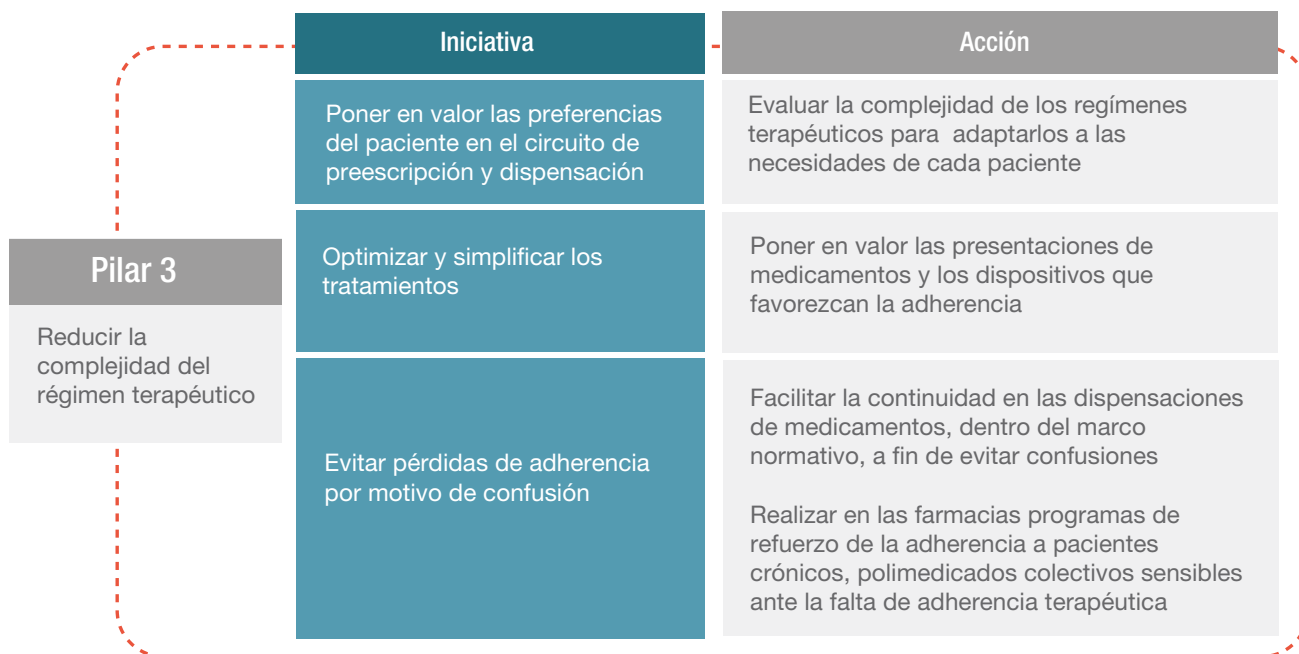 Iniciativa
Acción
Pilar 3
Reducir la
complejidad del
régimen terapéutico
Poner en valor las preferencias
del paciente en el circuito de
preescripción y dispensación
Evaluar la complejidad de los regímenes
terapéuticos para  adaptarlos a las
necesidades de cada paciente
Optimizar y simplificar los
tratamientos
Poner en valor las presentaciones de
medicamentos y los dispositivos que
favorezcan la adherencia
Evitar pérdidas de adherencia
por motivo de confusión
Facilitar la continuidad en las dispensaciones
de medicamentos, dentro del marco
normativo, a fin de evitar confusiones
Realizar en las farmacias programas de
refuerzo de la adherencia a pacientes
crónicos, polimedicados colectivos sensibles
ante la falta de adherencia terapéutica